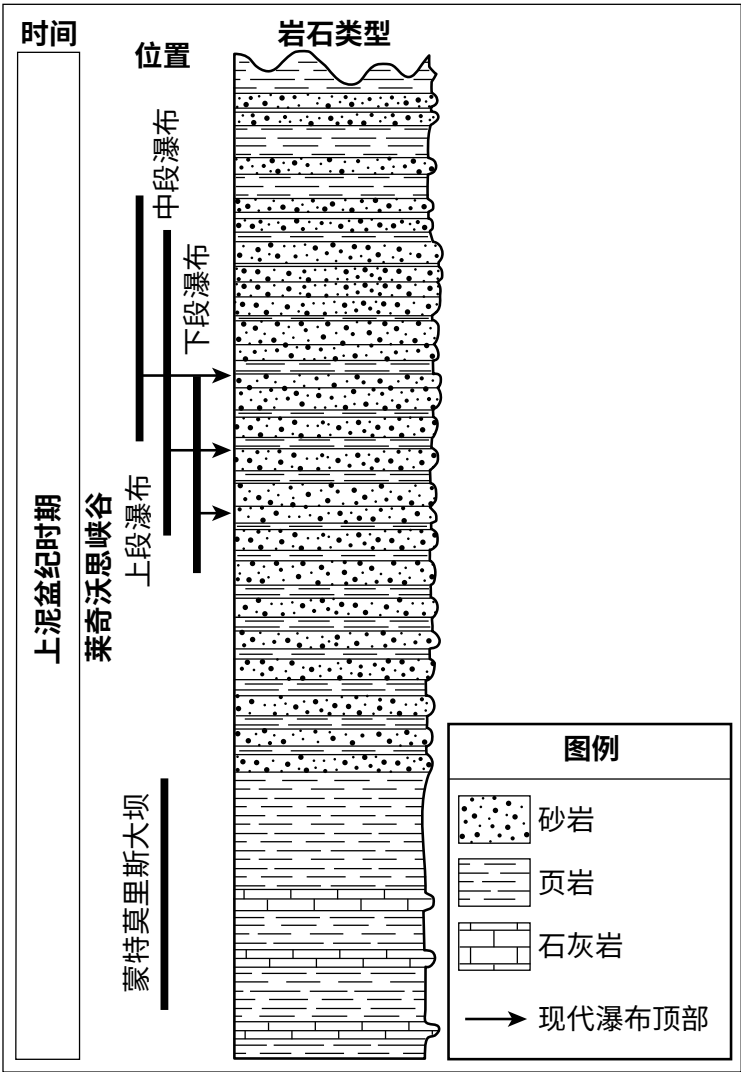 时间
位置
岩石类型
中段瀑布
下段瀑布
上段瀑布
上泥盆纪时期
莱奇沃思峡谷
蒙特莫里斯大坝
图例
砂岩
页岩
石灰岩
现代瀑布顶部